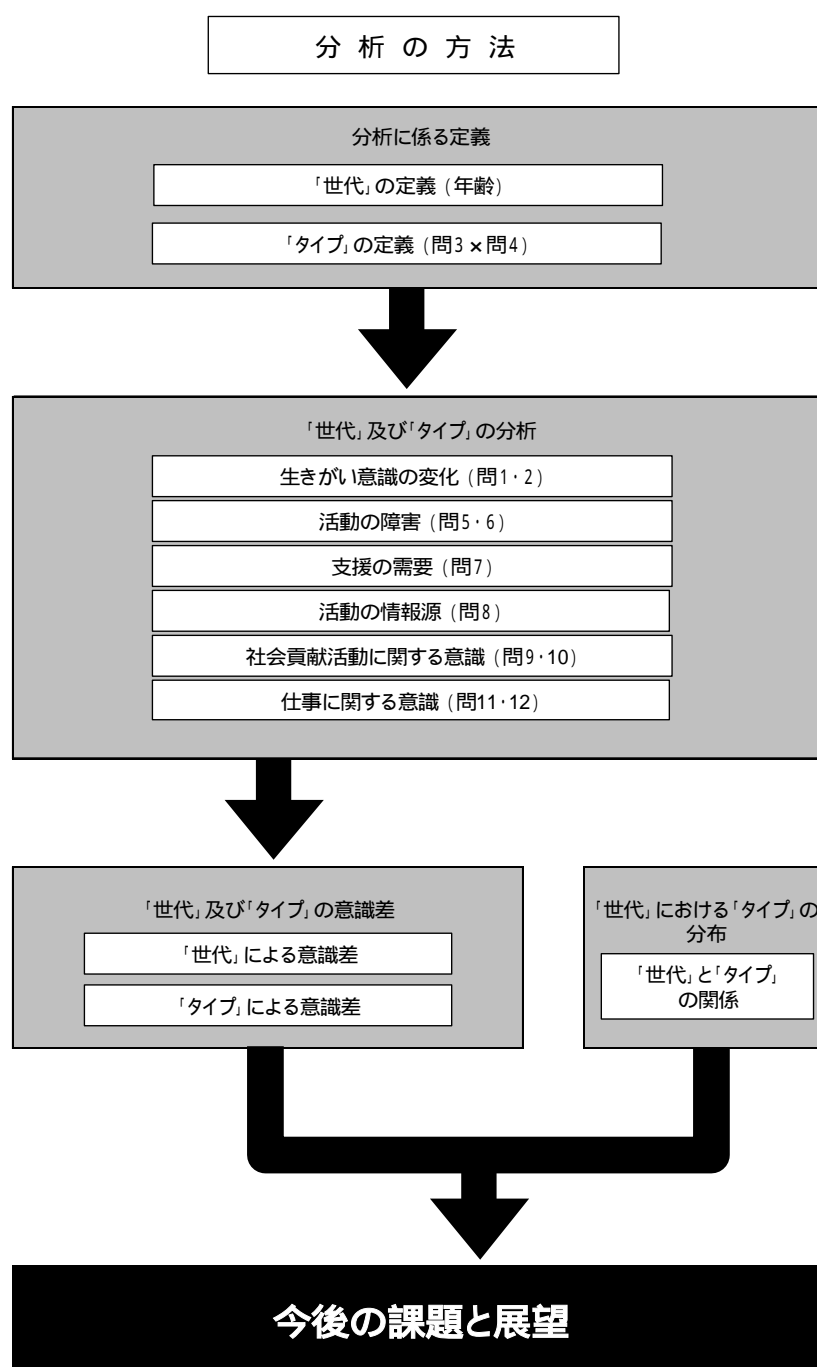 分析の方法
分析に係る定義
「世代」の定義（年齢）
「タイプ」の定義（問3×問4）
「世代」及び「タイプ」の分析
生きがい意識の変化（問1・2）
活動の障害（問5・6）
支援の需要（問7）
活動の情報源（問8）
社会貢献活動に関する意識（問9・10）
仕事に関する意識（問11・12）
「世代」及び「タイプ」の意識差
「世代」による意識差
「タイプ」による意識差
「世代」における「タイプ」の
分布
「世代」と「タイプ」
の関係
今後の課題と展望